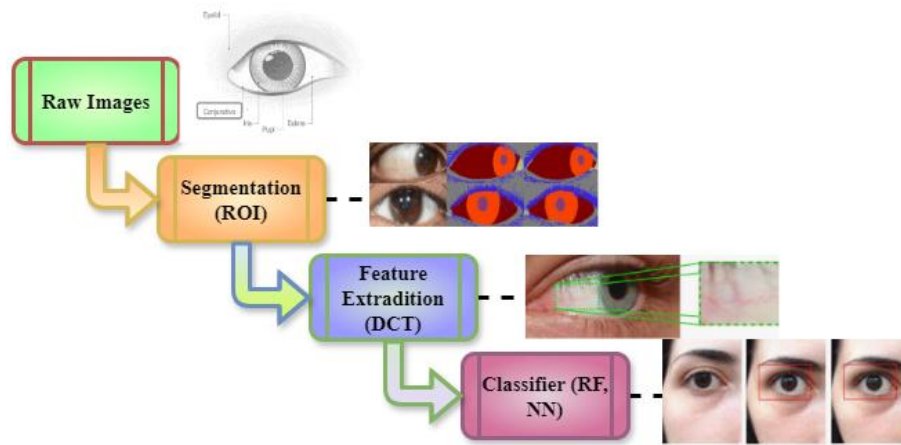 Eyelid
Raw Images
Conjunctiva
Iris
Pupil
Sclera
Segmentation
(ROI)
Feature
Extradition
(DCT)
Classifier (RF,
NN)